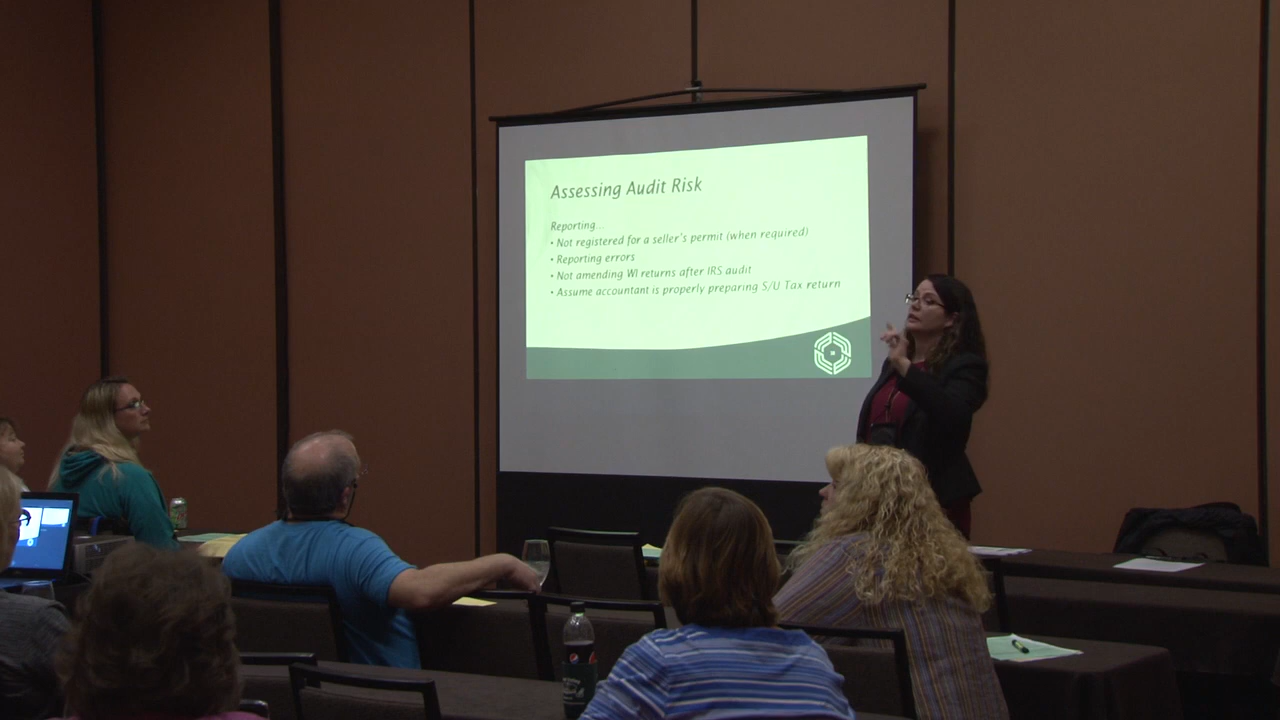 Assessing Audit Risk
Reporting...
• Not registered for a seller's permit (when required)
• Reporting errors
• Not amending WI returns after IRS audit
• Assume accountant is properly preparing S/U Tax return